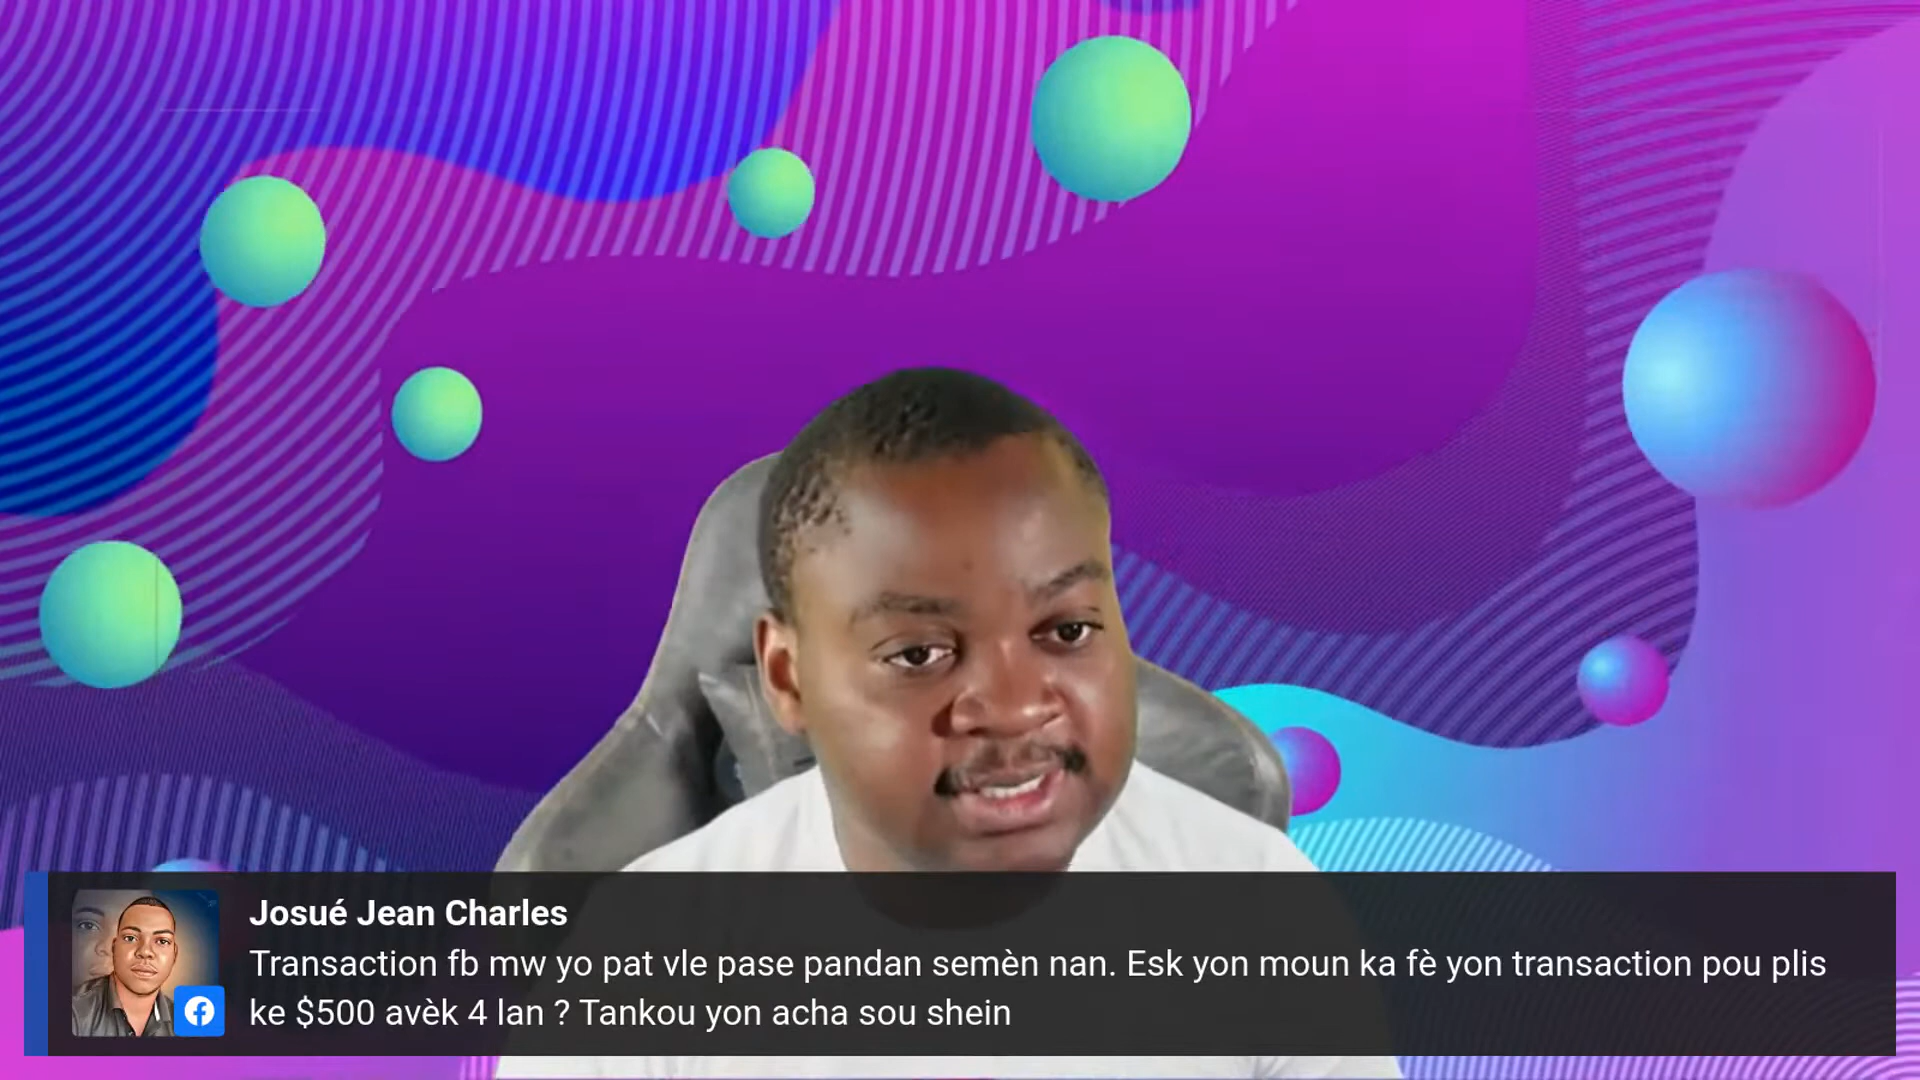 Josué Jean Charles
Transaction fb mw yo pat vle pase pandan semèn nan. Esk yon moun ka fè yon transaction pou plis
ke $500 avèk 4 lan ? Tankou yon acha sou shein